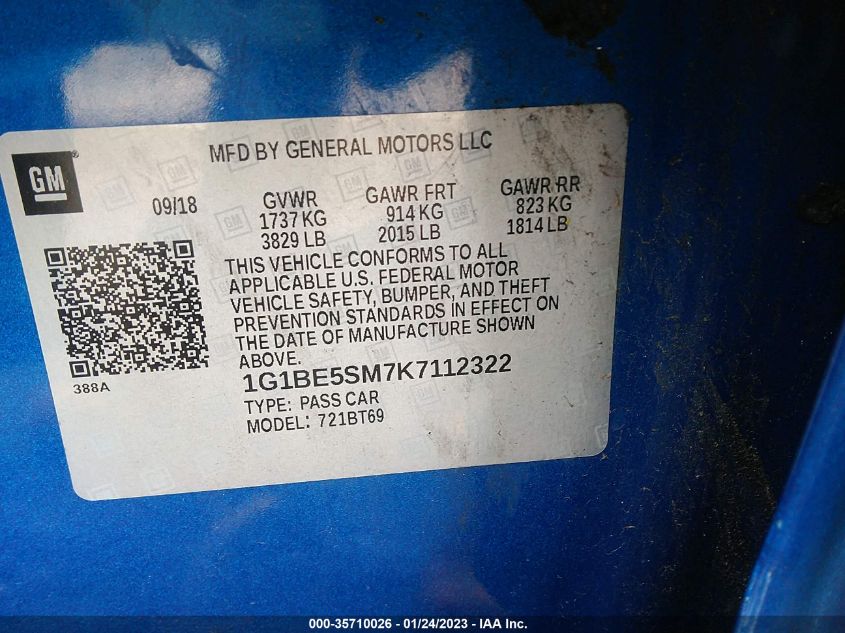 GM
MFD BY GENERAL MOTORS LLC
09/18 GVWR GAWR FRT GAWR RR
1737 KG 914 KG 823 KG
3829 LB 2015 LB 1814 LB
THIS VEHICLE CONFORMS TO ALL
APPLICABLE U.S. FEDERAL MOTOR
VEHICLE SAFETY, BUMPER, AND THEFT
PREVENTION STANDARDS IN EFFECT ON
THE DATE OF MANUFACTURE SHOWN
ABOVE.
388A
1G1BE5SM7K7112322
TYPE: PASS CAR
MODEL: 721BT69
000-35710026 - 01/24/2023 - IAA Inc.